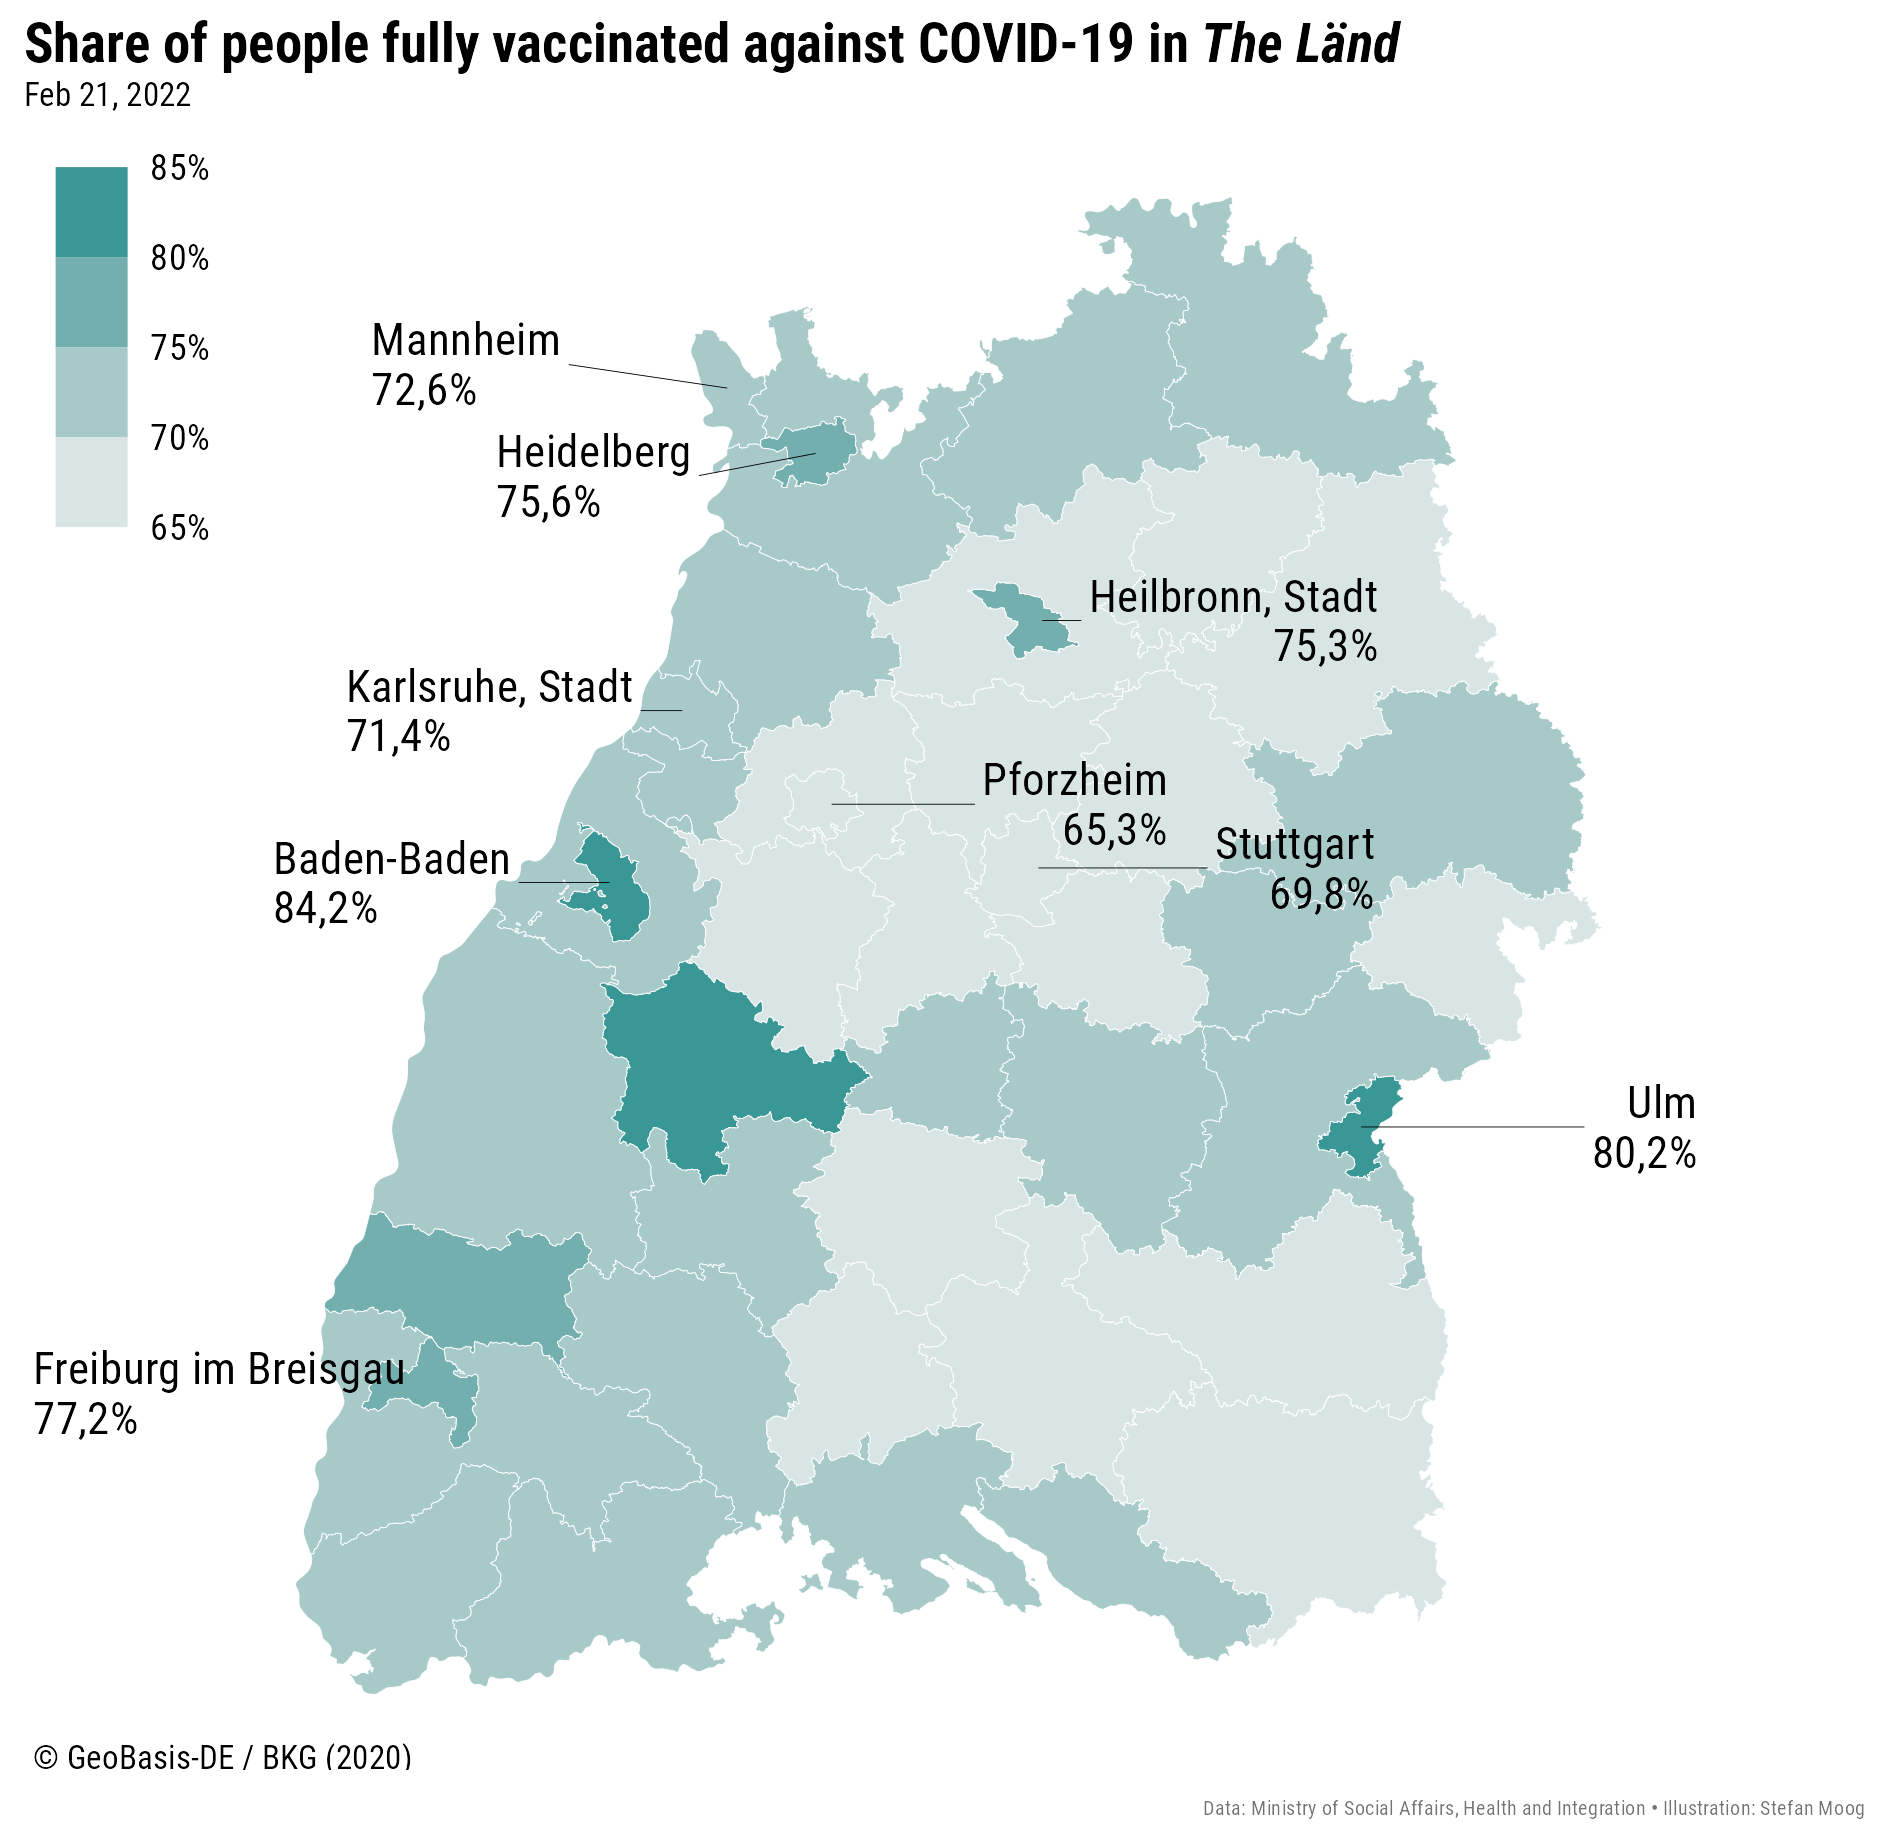 Share of people fully vaccinated against COVID-19 in The Länd
Feb 21, 2022
85%
80%
75%
70%
65%
Mannheim
72,6%
Heidelberg
75,6%
Heilbronn, Stadt
75,3%
Karlsruhe, Stadt
71,4%
Pforzheim
65,3%
Stuttgart
69,8%
Baden-Baden
84,2%
Ulm
80,2%
Freiburg im Breisgau
77,2%
© GeoBasis-DE / BKG (2020)
Data: Ministry of Social Affairs, Health and Integration • Illustration: Stefan Moog